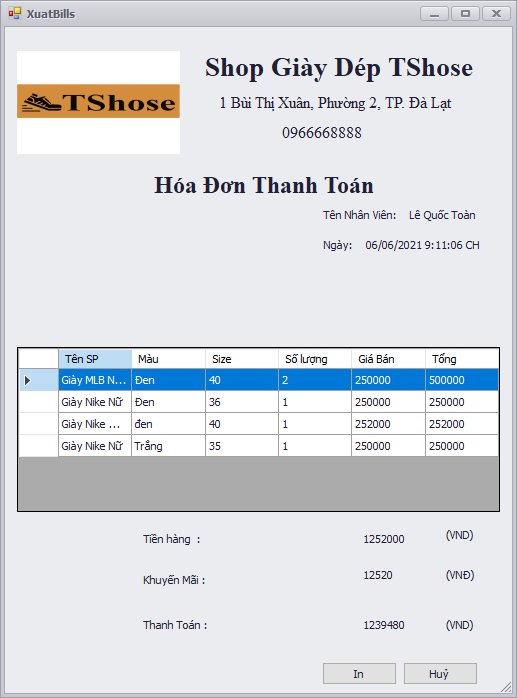 XuatBills
Shop Giày Dép TShose
TShose
1 Bùi Thị Xuân, Phường 2, TP. Đà Lạt
0966668888
Hóa Đơn Thanh Toán
Tên Nhân Viên: Lê Quốc Toàn
Ngày: 06/06/2021 9:11:06 CH
Tên SP Màu Size Số lượng Giá Bán Tổng
Giày MLB N... Đen 40 2 250000 500000
Giày Nike Nữ Đen 36 1 250000 250000
Giày Nike ... đen 40 1 252000 252000
Giày Nike Nữ Trắng 35 1 250000 250000
Tiền hàng : 1252000 (VND)
Khuyến Mãi : 12520 (VNĐ)
Thanh Toán : 1239480 (VND)
In Huỷ